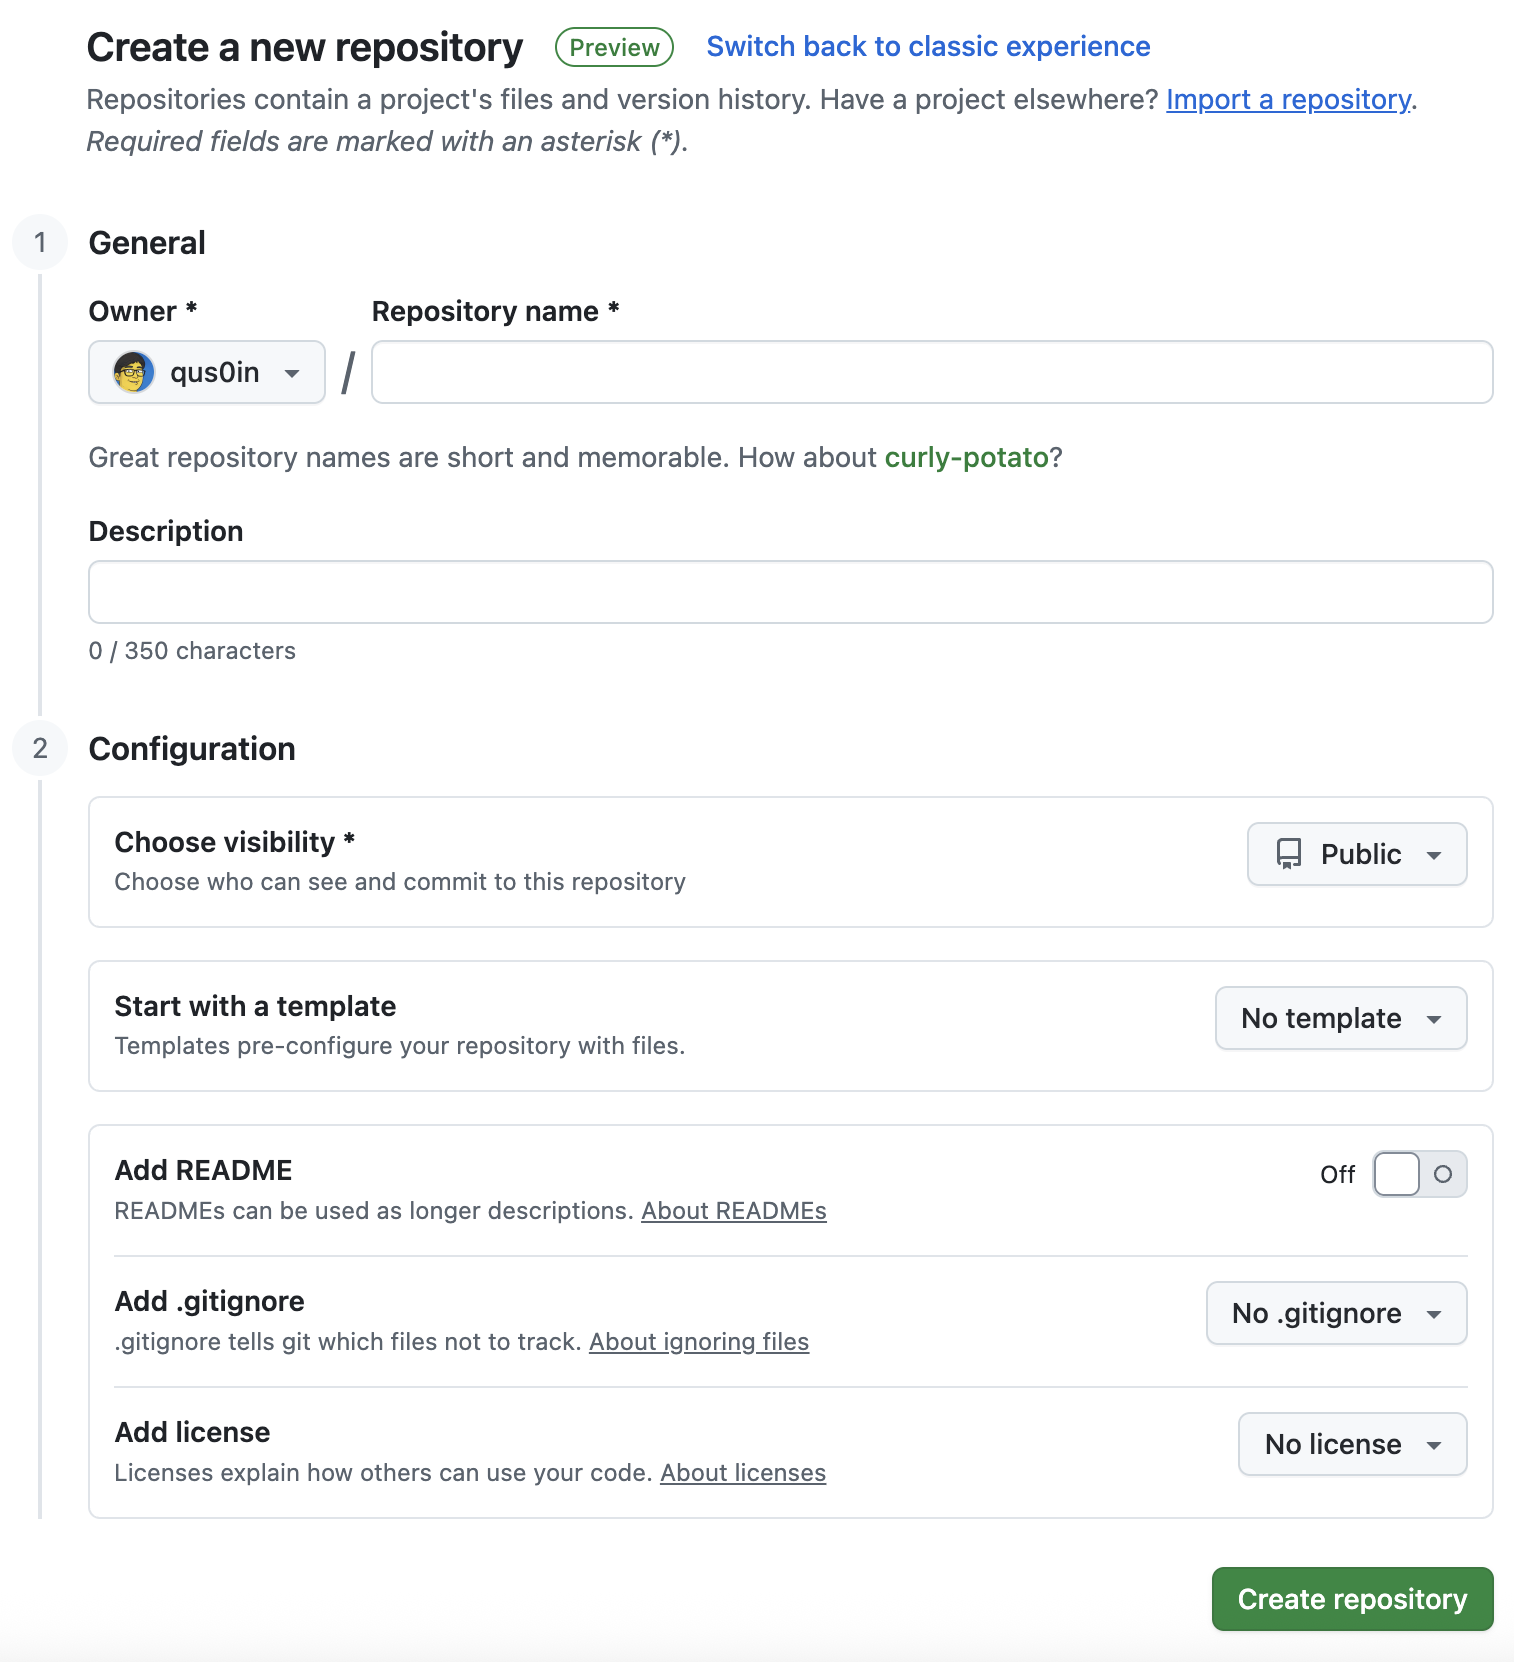 Create a new repository Preview Switch back to classic experience
Repositories contain a project's files and version history. Have a project elsewhere? Import a repository.
Required fields are marked with an asterisk (*).
1 General
Owner * Repository name *
qus0in /
Great repository names are short and memorable. How about curly-potato?
Description
0 / 350 characters
2 Configuration
Choose visibility *
Public
Choose who can see and commit to this repository
Start with a template
No template
Templates pre-configure your repository with files.
Add README
Off
READMEs can be used as longer descriptions. About READMEs
Add .gitignore
No .gitignore
.gitignore tells git which files not to track. About ignoring files
Add license
No license
Licenses explain how others can use your code. About licenses
Create repository